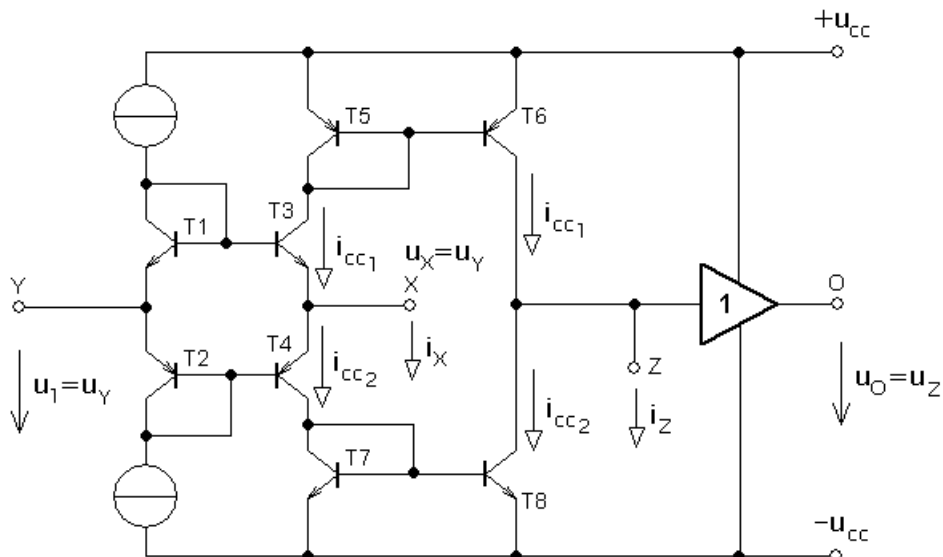 +u_cc
T5
T6
T1
T3
i_cc1
u_X=u_Y
i_cc1
Y
X
O
1
T2
T4
i_cc2
i_X
Z
u_1=u_Y
i_cc2
i_Z
u_O=u_Z
T7
T8
-u_cc